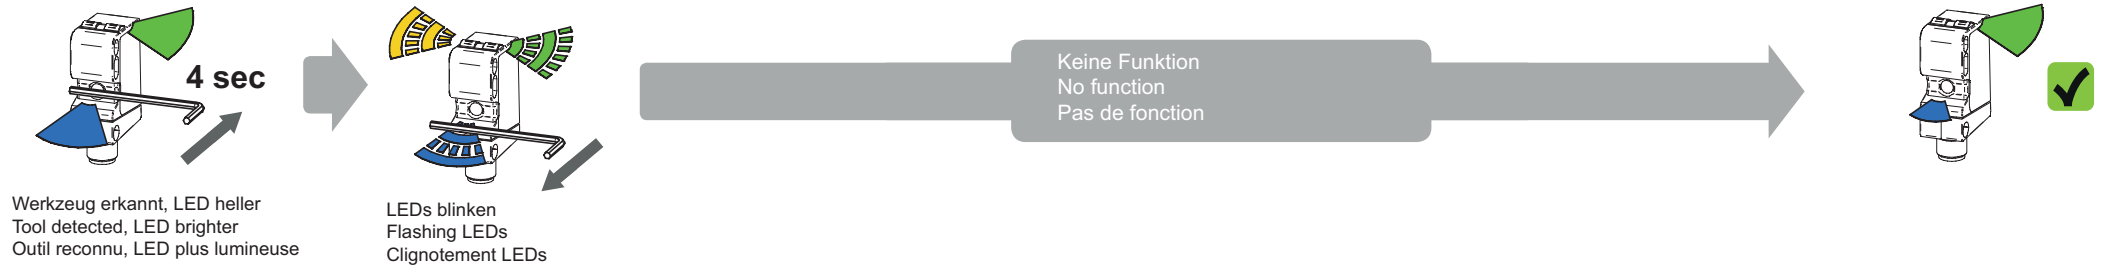 4 sec
Werkzeug erkannt, LED heller
Tool detected, LED brighter
Outil reconnu, LED plus lumineuse
LEDs blinken
Flashing LEDs
Clignotement LEDs
Keine Funktion
No function
Pas de fonction